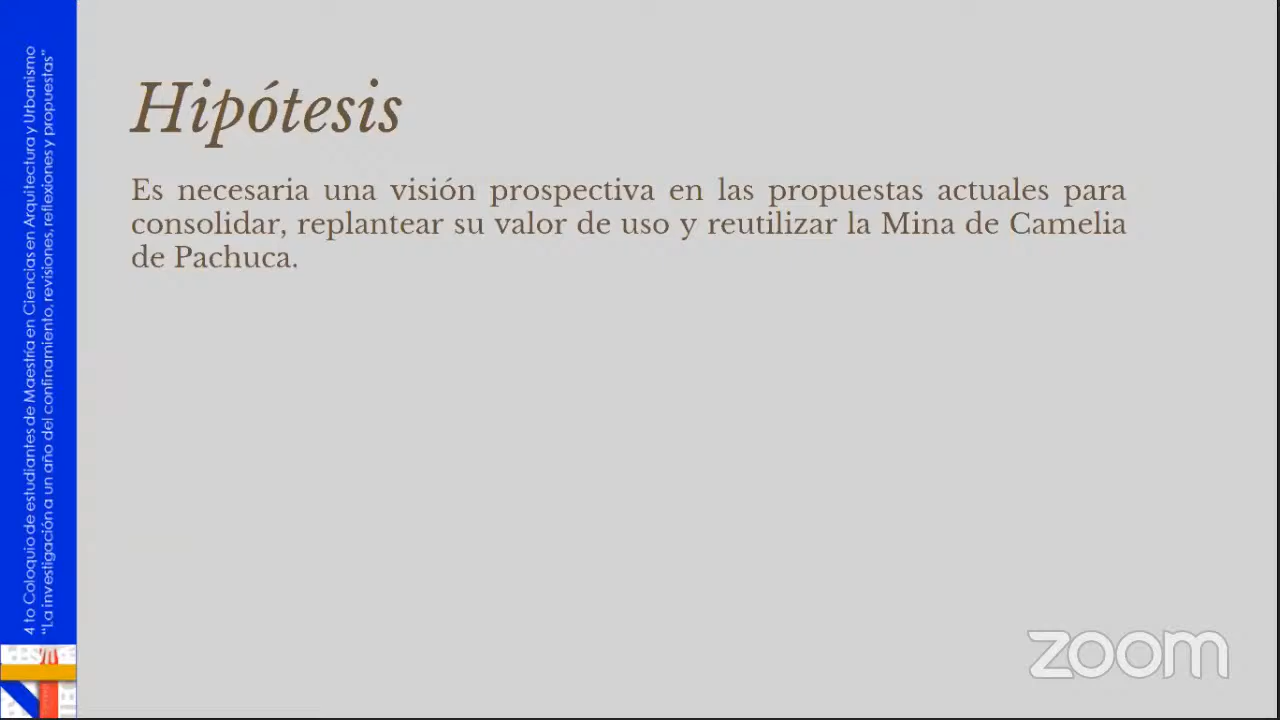 4 to Coloquio de estudiantes de Maestría en Ciencias en Arquitectura y Urbanismo
"La investigación a un año del confinamiento, revisiones, reflexiones y propuestas"
Hipótesis
Es necesaria una visión prospectiva en las propuestas actuales para
consolidar, replantear su valor de uso y reutilizar la Mina de Camelia
de Pachuca.
zoom